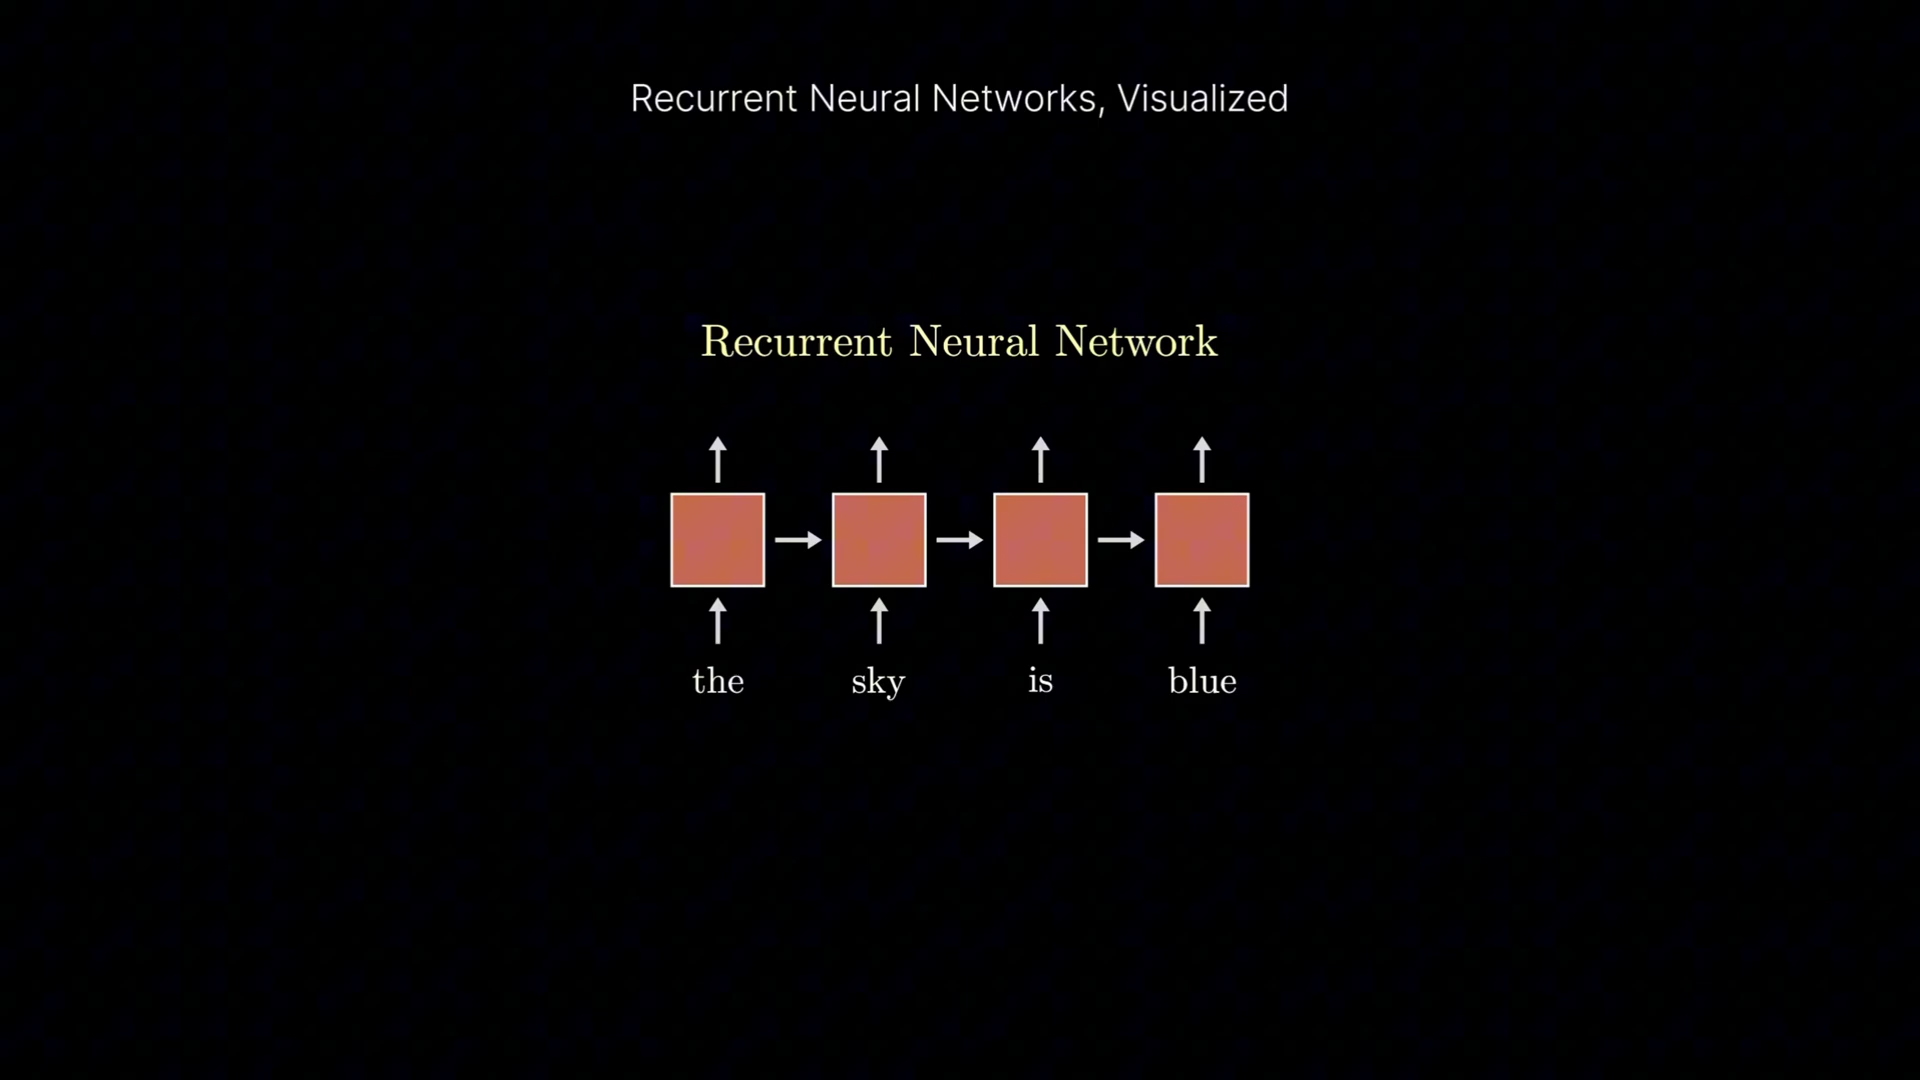 Recurrent Neural Networks, Visualized
Recurrent Neural Network
the sky is blue